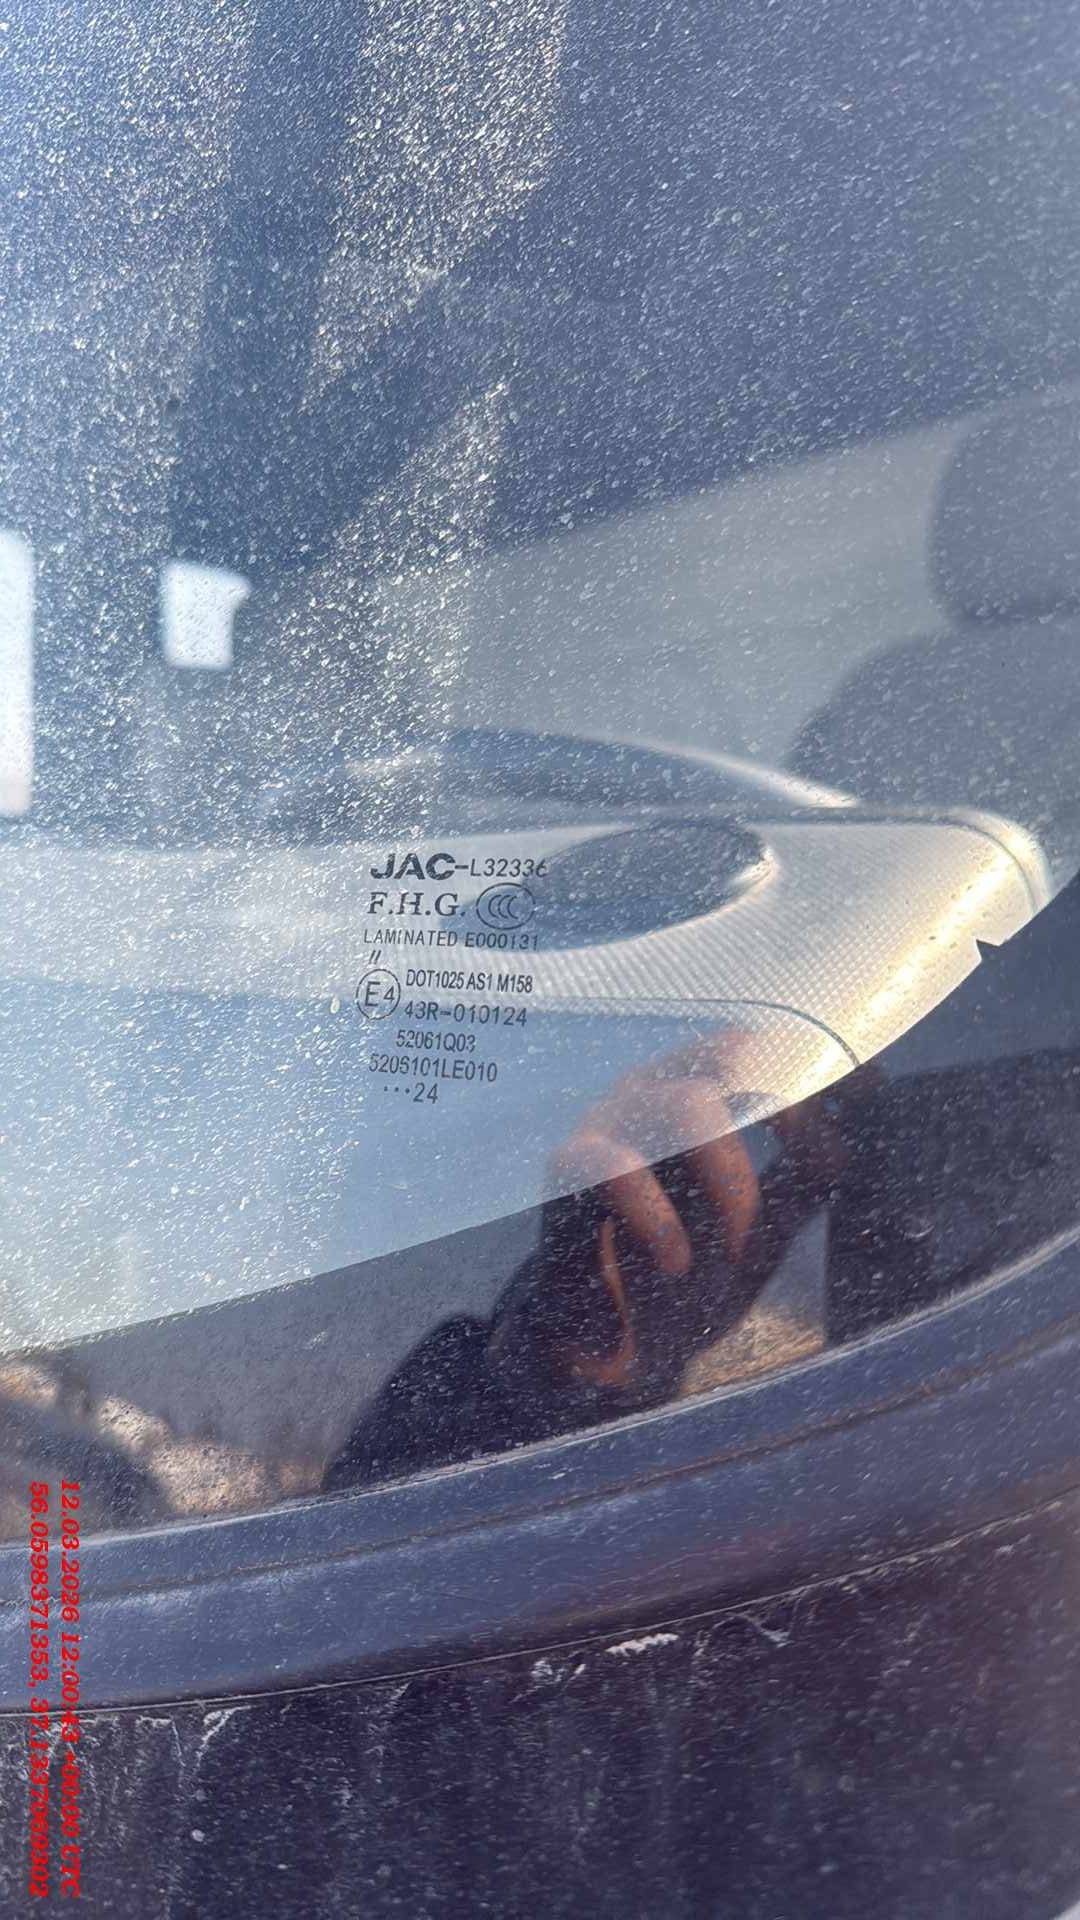 JAC-L32336
F.H.G. CCC
LAMINATED E000131
//
E4 DOT1025 AS1 M158
43R-010124
52061Q03
5206101LE010
···24
12.03.2026 12:00:43 +00:00 UTC
56.0598371353, 37.1337069302